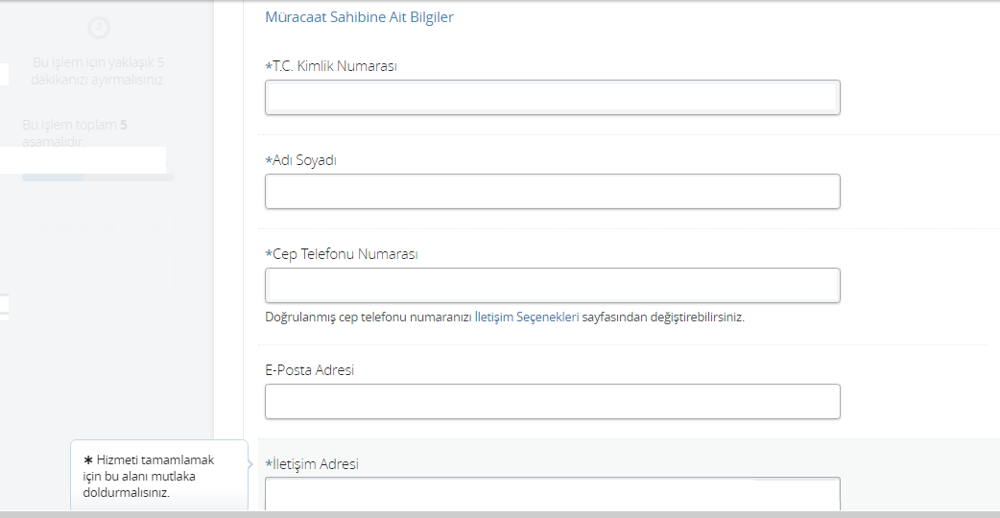 Müracaat Sahibine Ait Bilgiler
Bu işlem için yaklaşık 5
dakikanızı ayırmalısınız.
Bu işlem toplam 5
aşamalıdır.
*T.C. Kimlik Numarası
*Adı Soyadı
*Cep Telefonu Numarası
Doğrulanmış cep telefonu numaranızı İletişim Seçenekleri sayfasından değiştirebilirsiniz.
E-Posta Adresi
* Hizmeti tamamlamak
için bu alanı mutlaka
doldurmalısınız.
*İletişim Adresi